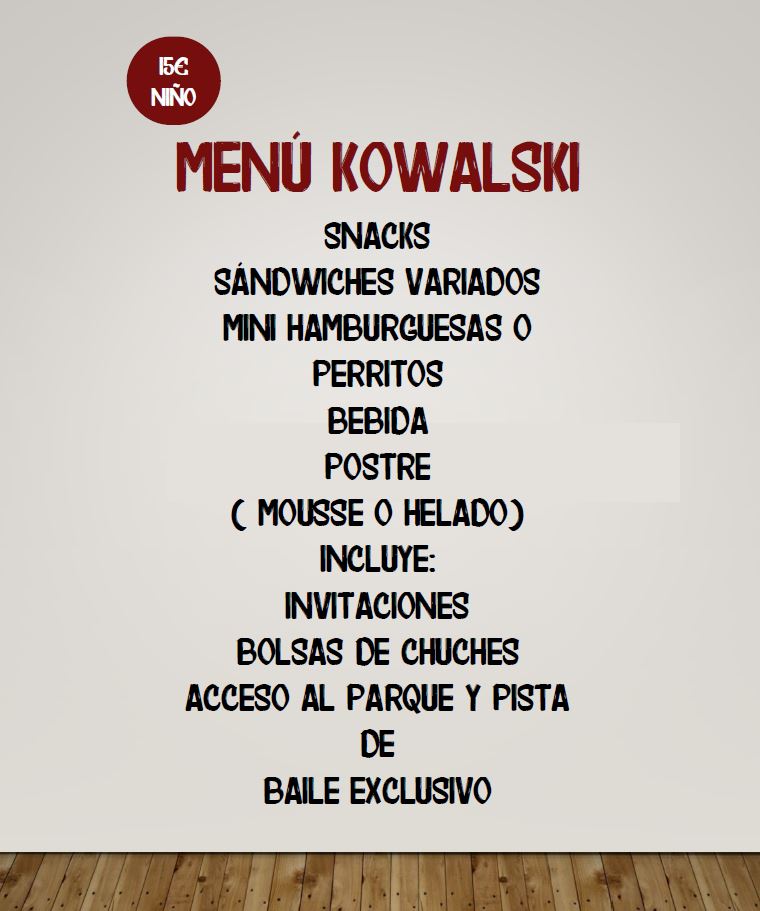 15€
NIÑO
MENÚ KOWALSKI
SNACKS
SÁNDWICHES VARIADOS
MINI HAMBURGUESAS O
PERRITOS
BEBIDA
POSTRE
( MOUSSE O HELADO)
INCLUYE:
INVITACIONES
BOLSAS DE CHUCHES
ACCESO AL PARQUE Y PISTA
DE
BAILE EXCLUSIVO